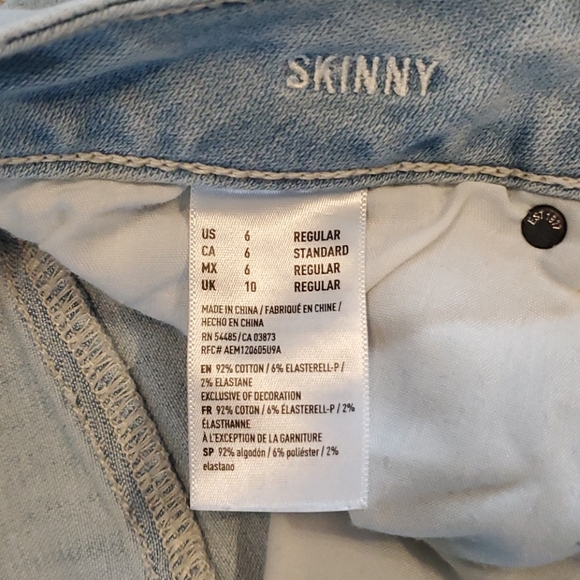 SKINNY
EST 1977
US 6 REGULAR
CA 6 STANDARD
MX 6 REGULAR
UK 10 REGULAR
MADE IN CHINA / FABRIQUÉ EN CHINE /
HECHO EN CHINA
RN 54485/CA 03873
RFC# AEM120605U9A
EN 92% COTTON / 6% ELASTERELL-P /
2% ELASTANE
EXCLUSIVE OF DECORATION
FR 92% COTON / 6% ÉLASTERELL-P / 2%
ÉLASTHANNE
À L'EXCEPTION DE LA GARNITURE
SP 92% algodón / 6% poliéster / 2%
elastano